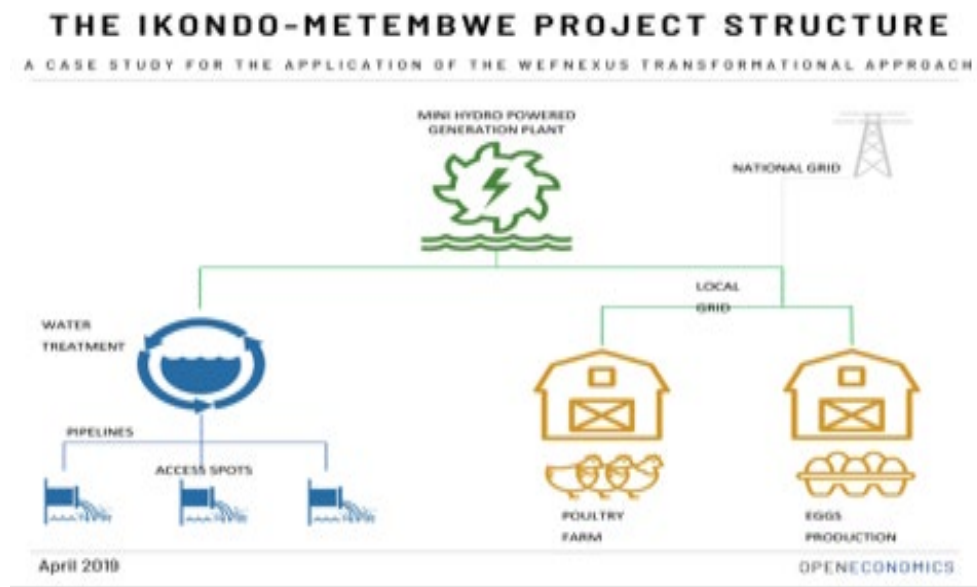 THE IKONDO-METEMBWE PROJECT STRUCTURE
A CASE STUDY FOR THE APPLICATION OF THE WEFNEXUS TRANSFORMATIONAL APPROACH
MINI HYDRO POWERED
GENERATION PLANT
NATIONAL GRID
LOCAL
GRID
WATER
TREATMENT
PIPELINES
ACCESS SPOTS
POULTRY
FARM
EGGS
PRODUCTION
April 2019
OPENECONOMICS